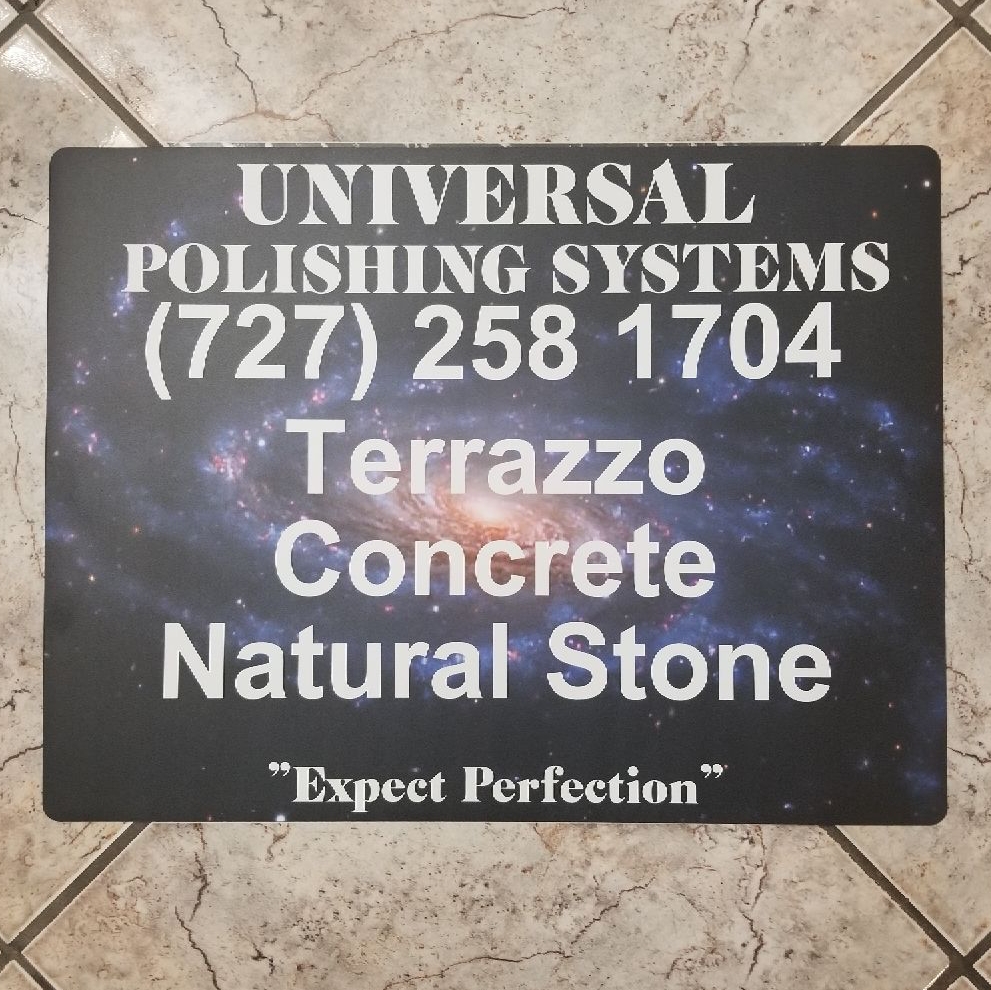 UNIVERSAL
POLISHING SYSTEMS
(727) 258 1704
Terrazzo
Concrete
Natural Stone
”Expect Perfection”